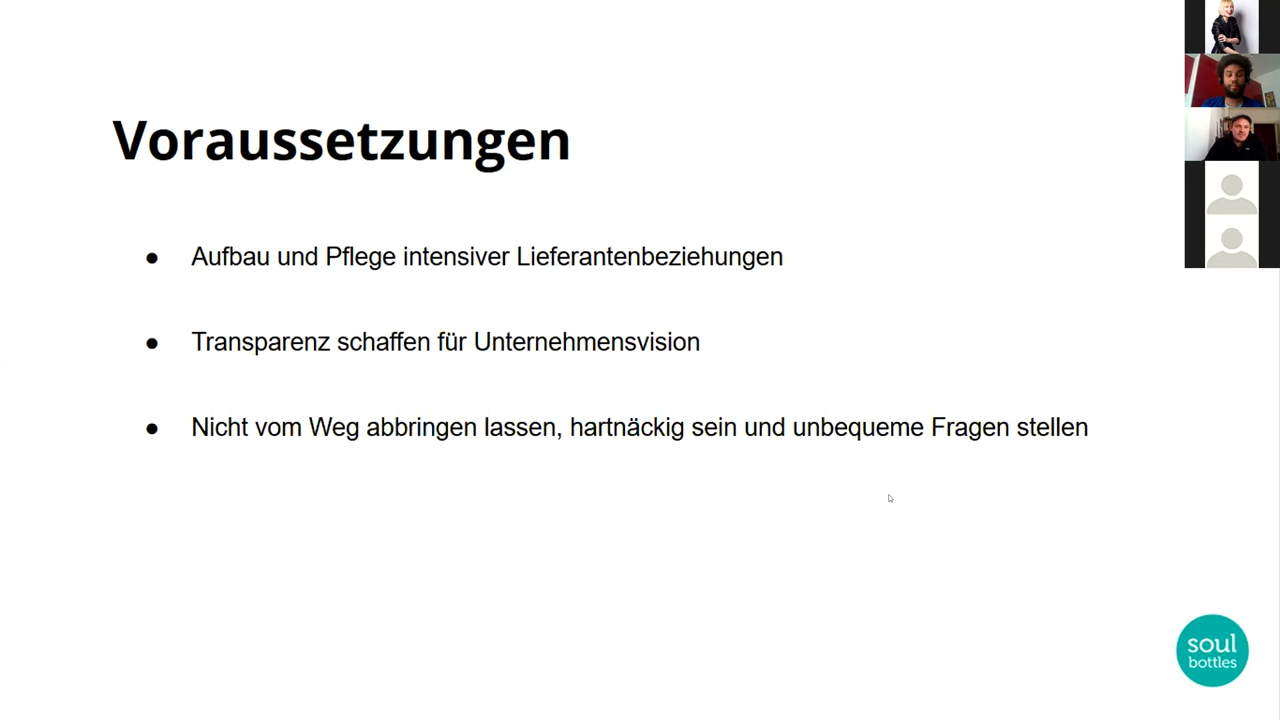 Voraussetzungen
● Aufbau und Pflege intensiver Lieferantenbeziehungen
● Transparenz schaffen für Unternehmensvision
● Nicht vom Weg abbringen lassen, hartnäckig sein und unbequeme Fragen stellen
soul
bottles